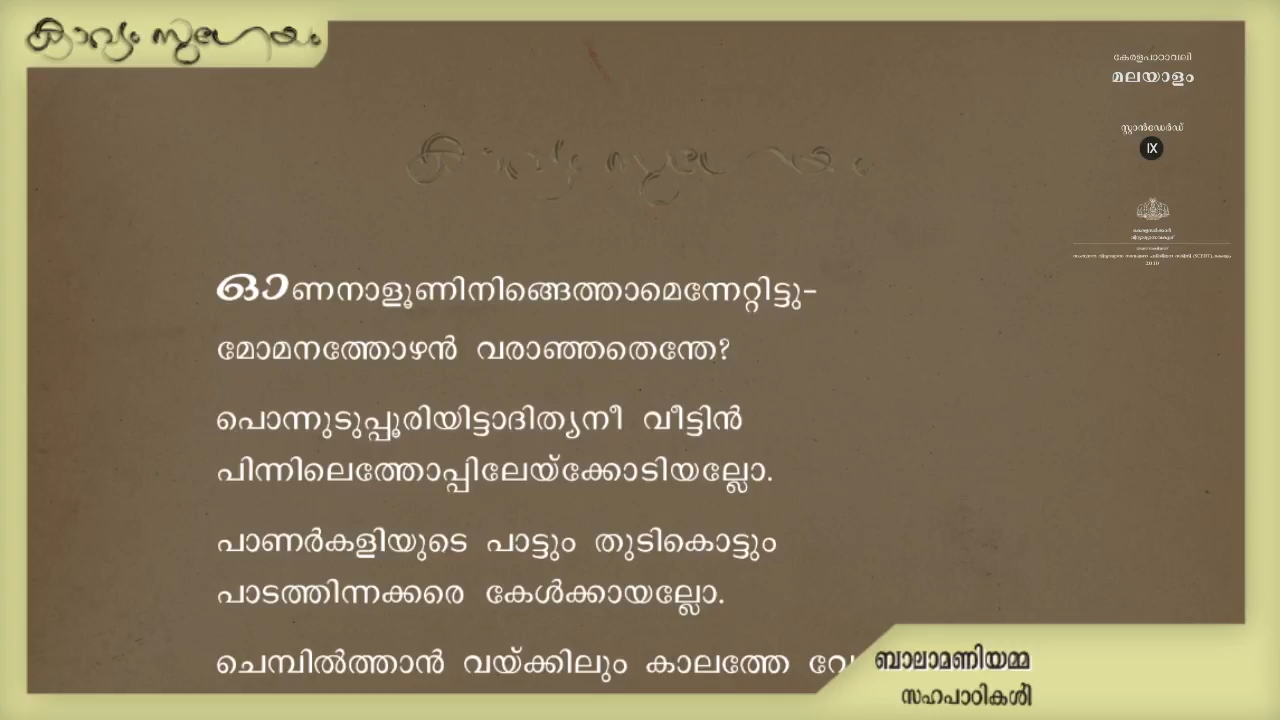 കാവ്യം സുഗേയം
കേരളപാഠാവലി
മലയാളം
സ്റ്റാൻഡേർഡ്
IX
കാവ്യം സുഗേയം
ഓണനാളൂണിനിങ്ങെത്താമെന്നേറ്റിട്ടു-
മോമനത്തോഴൻ വരാഞ്ഞതെന്തേ?
പൊന്നുടുപ്പൂരിയിട്ടാദിത്യനീ വീട്ടിൻ
പിന്നിലെത്തോപ്പിലേയ്ക്കോടിയല്ലോ.
പാണർകളിയുടെ പാട്ടും തുടികൊട്ടും
പാടത്തിന്നക്കരെ കേൾക്കായല്ലോ.
ചെമ്പിൽത്താൻ വയ്ക്കിലും കാലത്തേ
ബാലാമണിയമ്മ
സഹപാഠികൾ